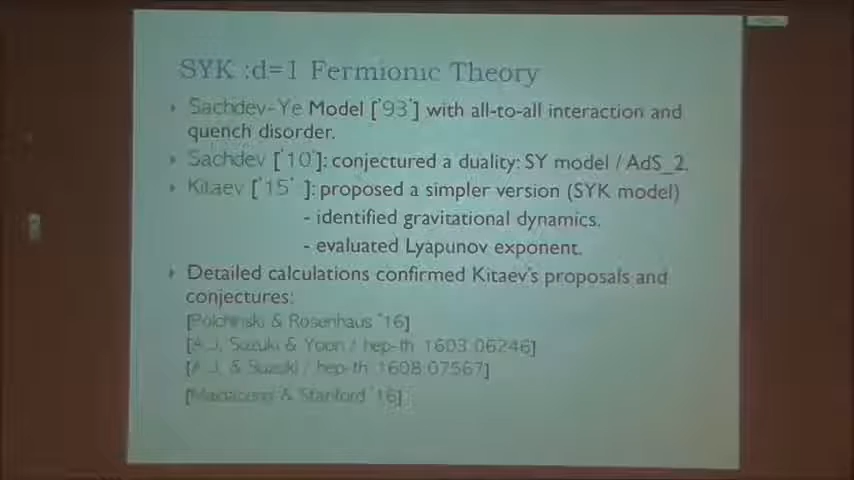 SYK :d=1 Fermionic Theory
Sachdev-Ye Model ['93'] with all-to-all interaction and
quench disorder.
Sachdev ['10']: conjectured a duality: SY model / AdS_2.
Kitaev ['15' ]: proposed a simpler version (SYK model)
- identified gravitational dynamics.
- evaluated Lyapunov exponent.
Detailed calculations confirmed Kitaev's proposals and
conjectures:
[Polchinski & Rosenhaus '16]
[A.J, Suzuki & Yoon / hep-th 1603.06246]
[A.J, & Suzuki / hep-th 1608.07567]
[Maldacena & Stanford '16]